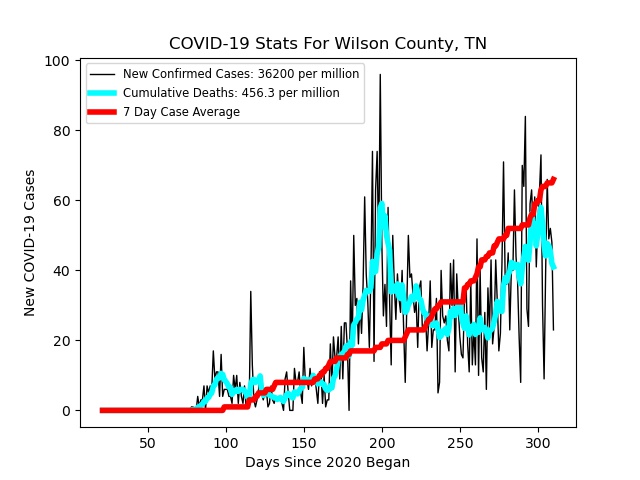 COVID-19 Stats For Wilson County, TN
New Confirmed Cases: 36200 per million
Cumulative Deaths: 456.3 per million
7 Day Case Average
100
80
60
40
20
0
New COVID-19 Cases
50 100 150 200 250 300
Days Since 2020 Began